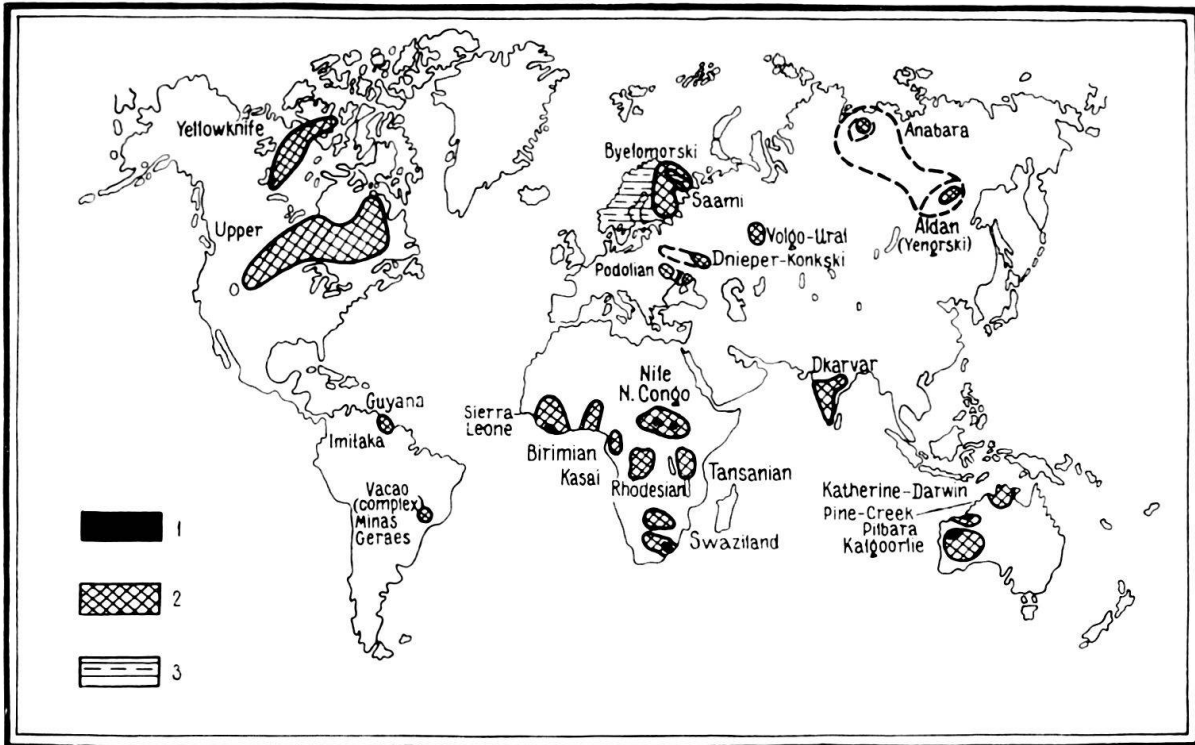 Yellowknife
Anabara
Byelomorski
Saami
Upper
Volgo-Ural
Aldan
(Yengrski)
Dnieper-Konkski
Podolian
Dkarvar
Nile
N. Congo
Guyana
Sierra
Leone
Imitaka
Birimian
Kasai
Tansanian
Rhodesian
Katherine-Darwin
Vacao
(complex)
Minas
Geraes
Pine-Creek
Pilbara
Kalgoorlie
Swaziland
1
2
3